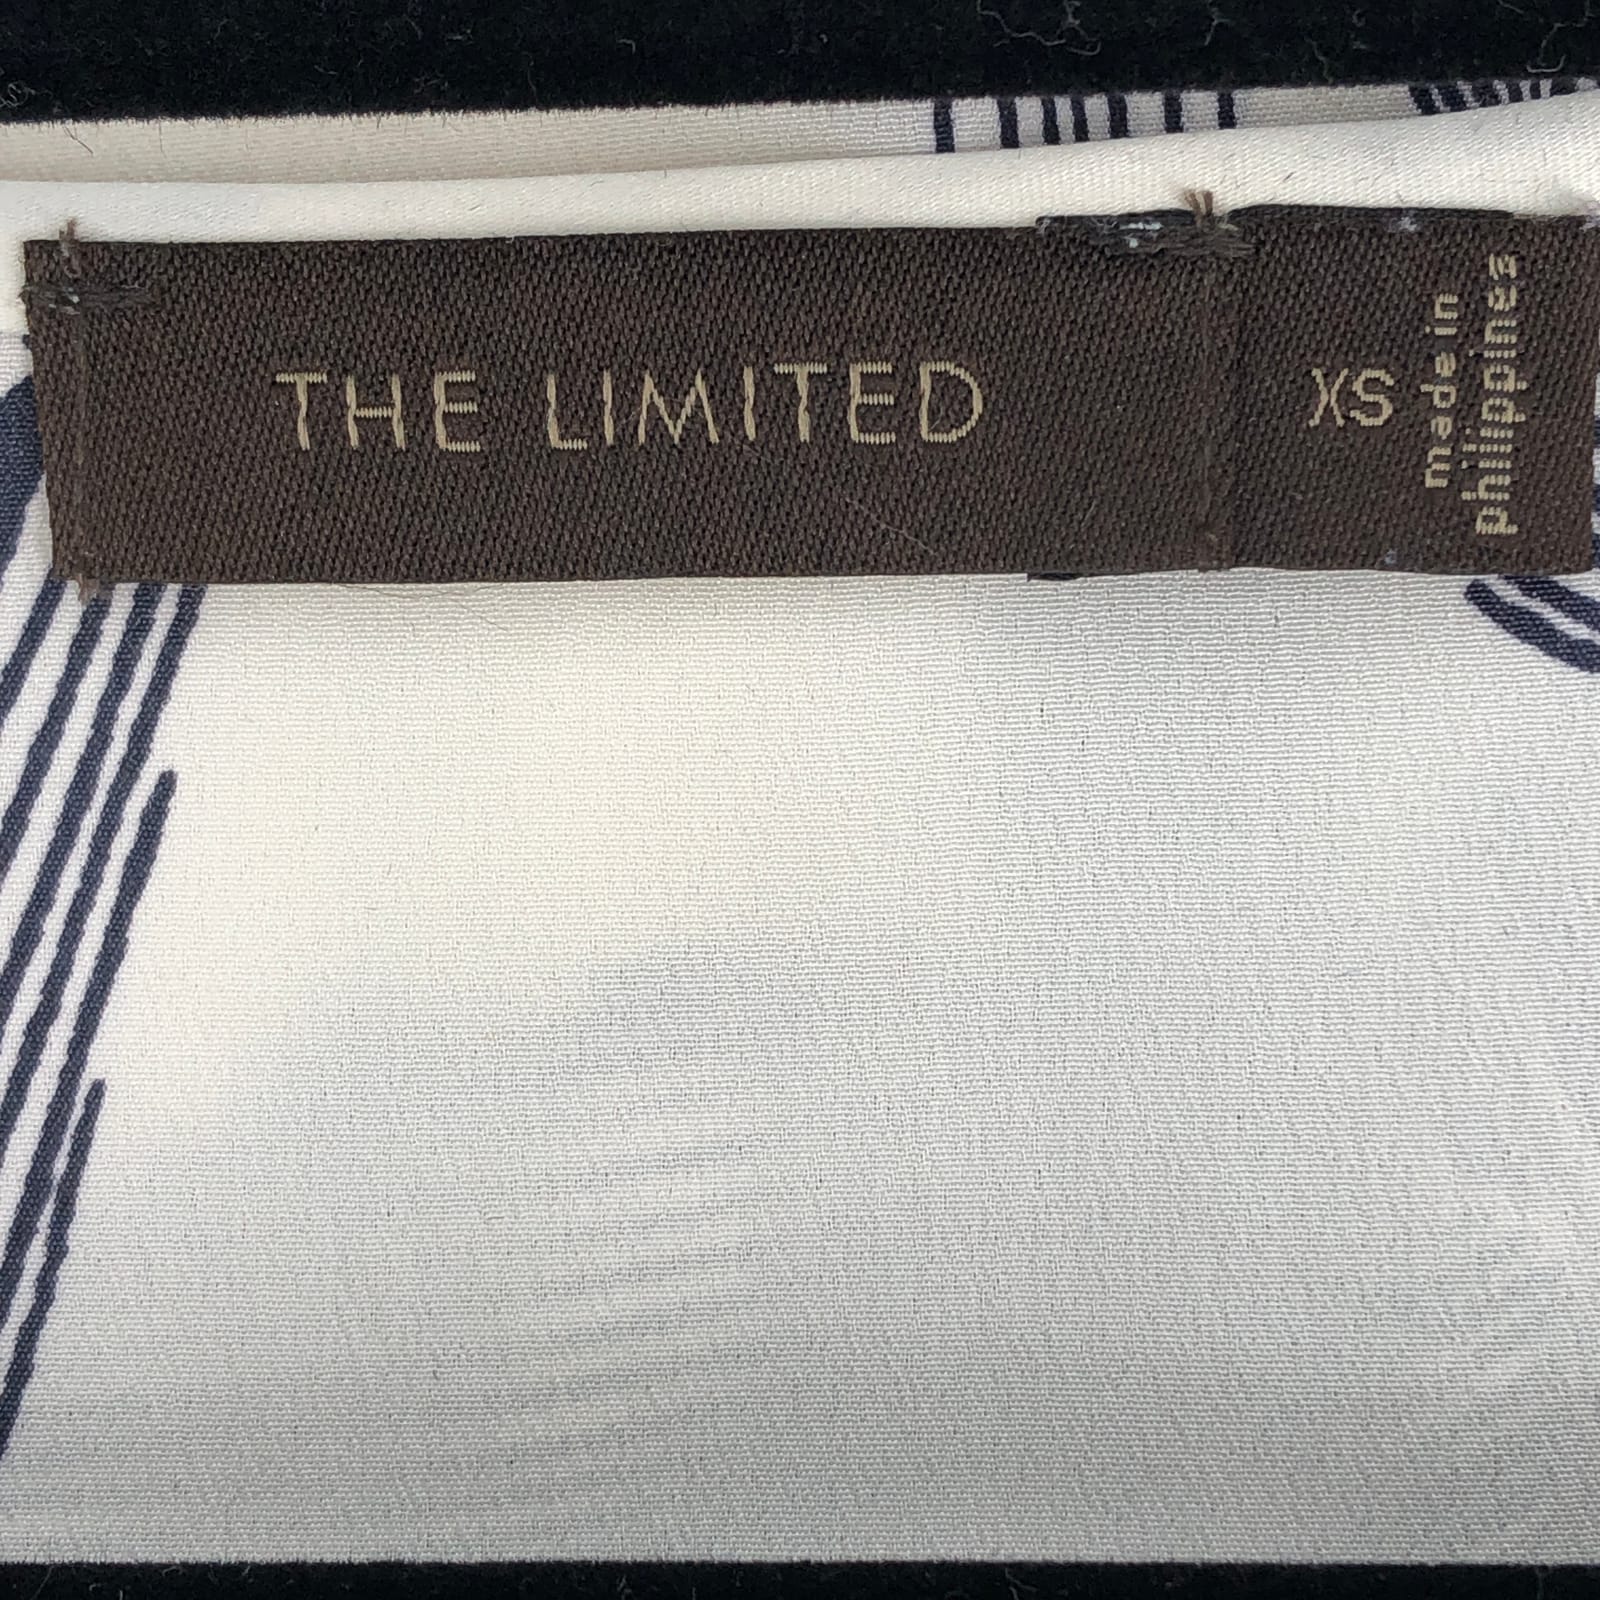 THE LIMITED
XS
made in
philippines